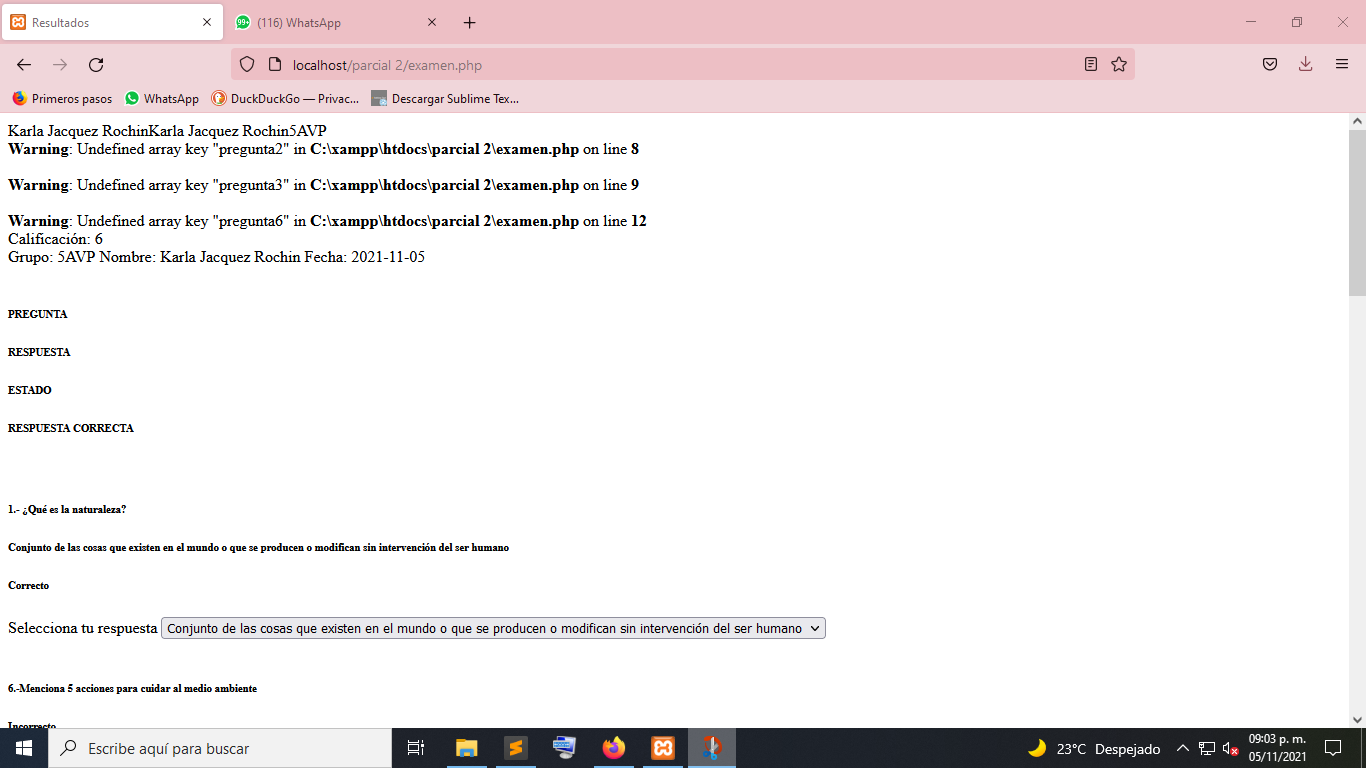 Resultados
99+
(116) WhatsApp
localhost/parcial 2/examen.php
Primeros pasos
WhatsApp
DuckDuckGo — Privac...
Descargar Sublime Tex...
Karla Jacquez RochinKarla Jacquez Rochin5AVP
Warning: Undefined array key "pregunta2" in C:\xampp\htdocs\parcial 2\examen.php on line 8
Warning: Undefined array key "pregunta3" in C:\xampp\htdocs\parcial 2\examen.php on line 9
Warning: Undefined array key "pregunta6" in C:\xampp\htdocs\parcial 2\examen.php on line 12
Calificación: 6
Grupo: 5AVP Nombre: Karla Jacquez Rochin Fecha: 2021-11-05
PREGUNTA
RESPUESTA
ESTADO
RESPUESTA CORRECTA
1.- ¿Qué es la naturaleza?
Conjunto de las cosas que existen en el mundo o que se producen o modifican sin intervención del ser humano
Correcto
Selecciona tu respuesta Conjunto de las cosas que existen en el mundo o que se producen o modifican sin intervención del ser humano
6.-Menciona 5 acciones para cuidar al medio ambiente
Incorrecto
Escribe aquí para buscar
23°C Despejado
09:03 p. m.
05/11/2021